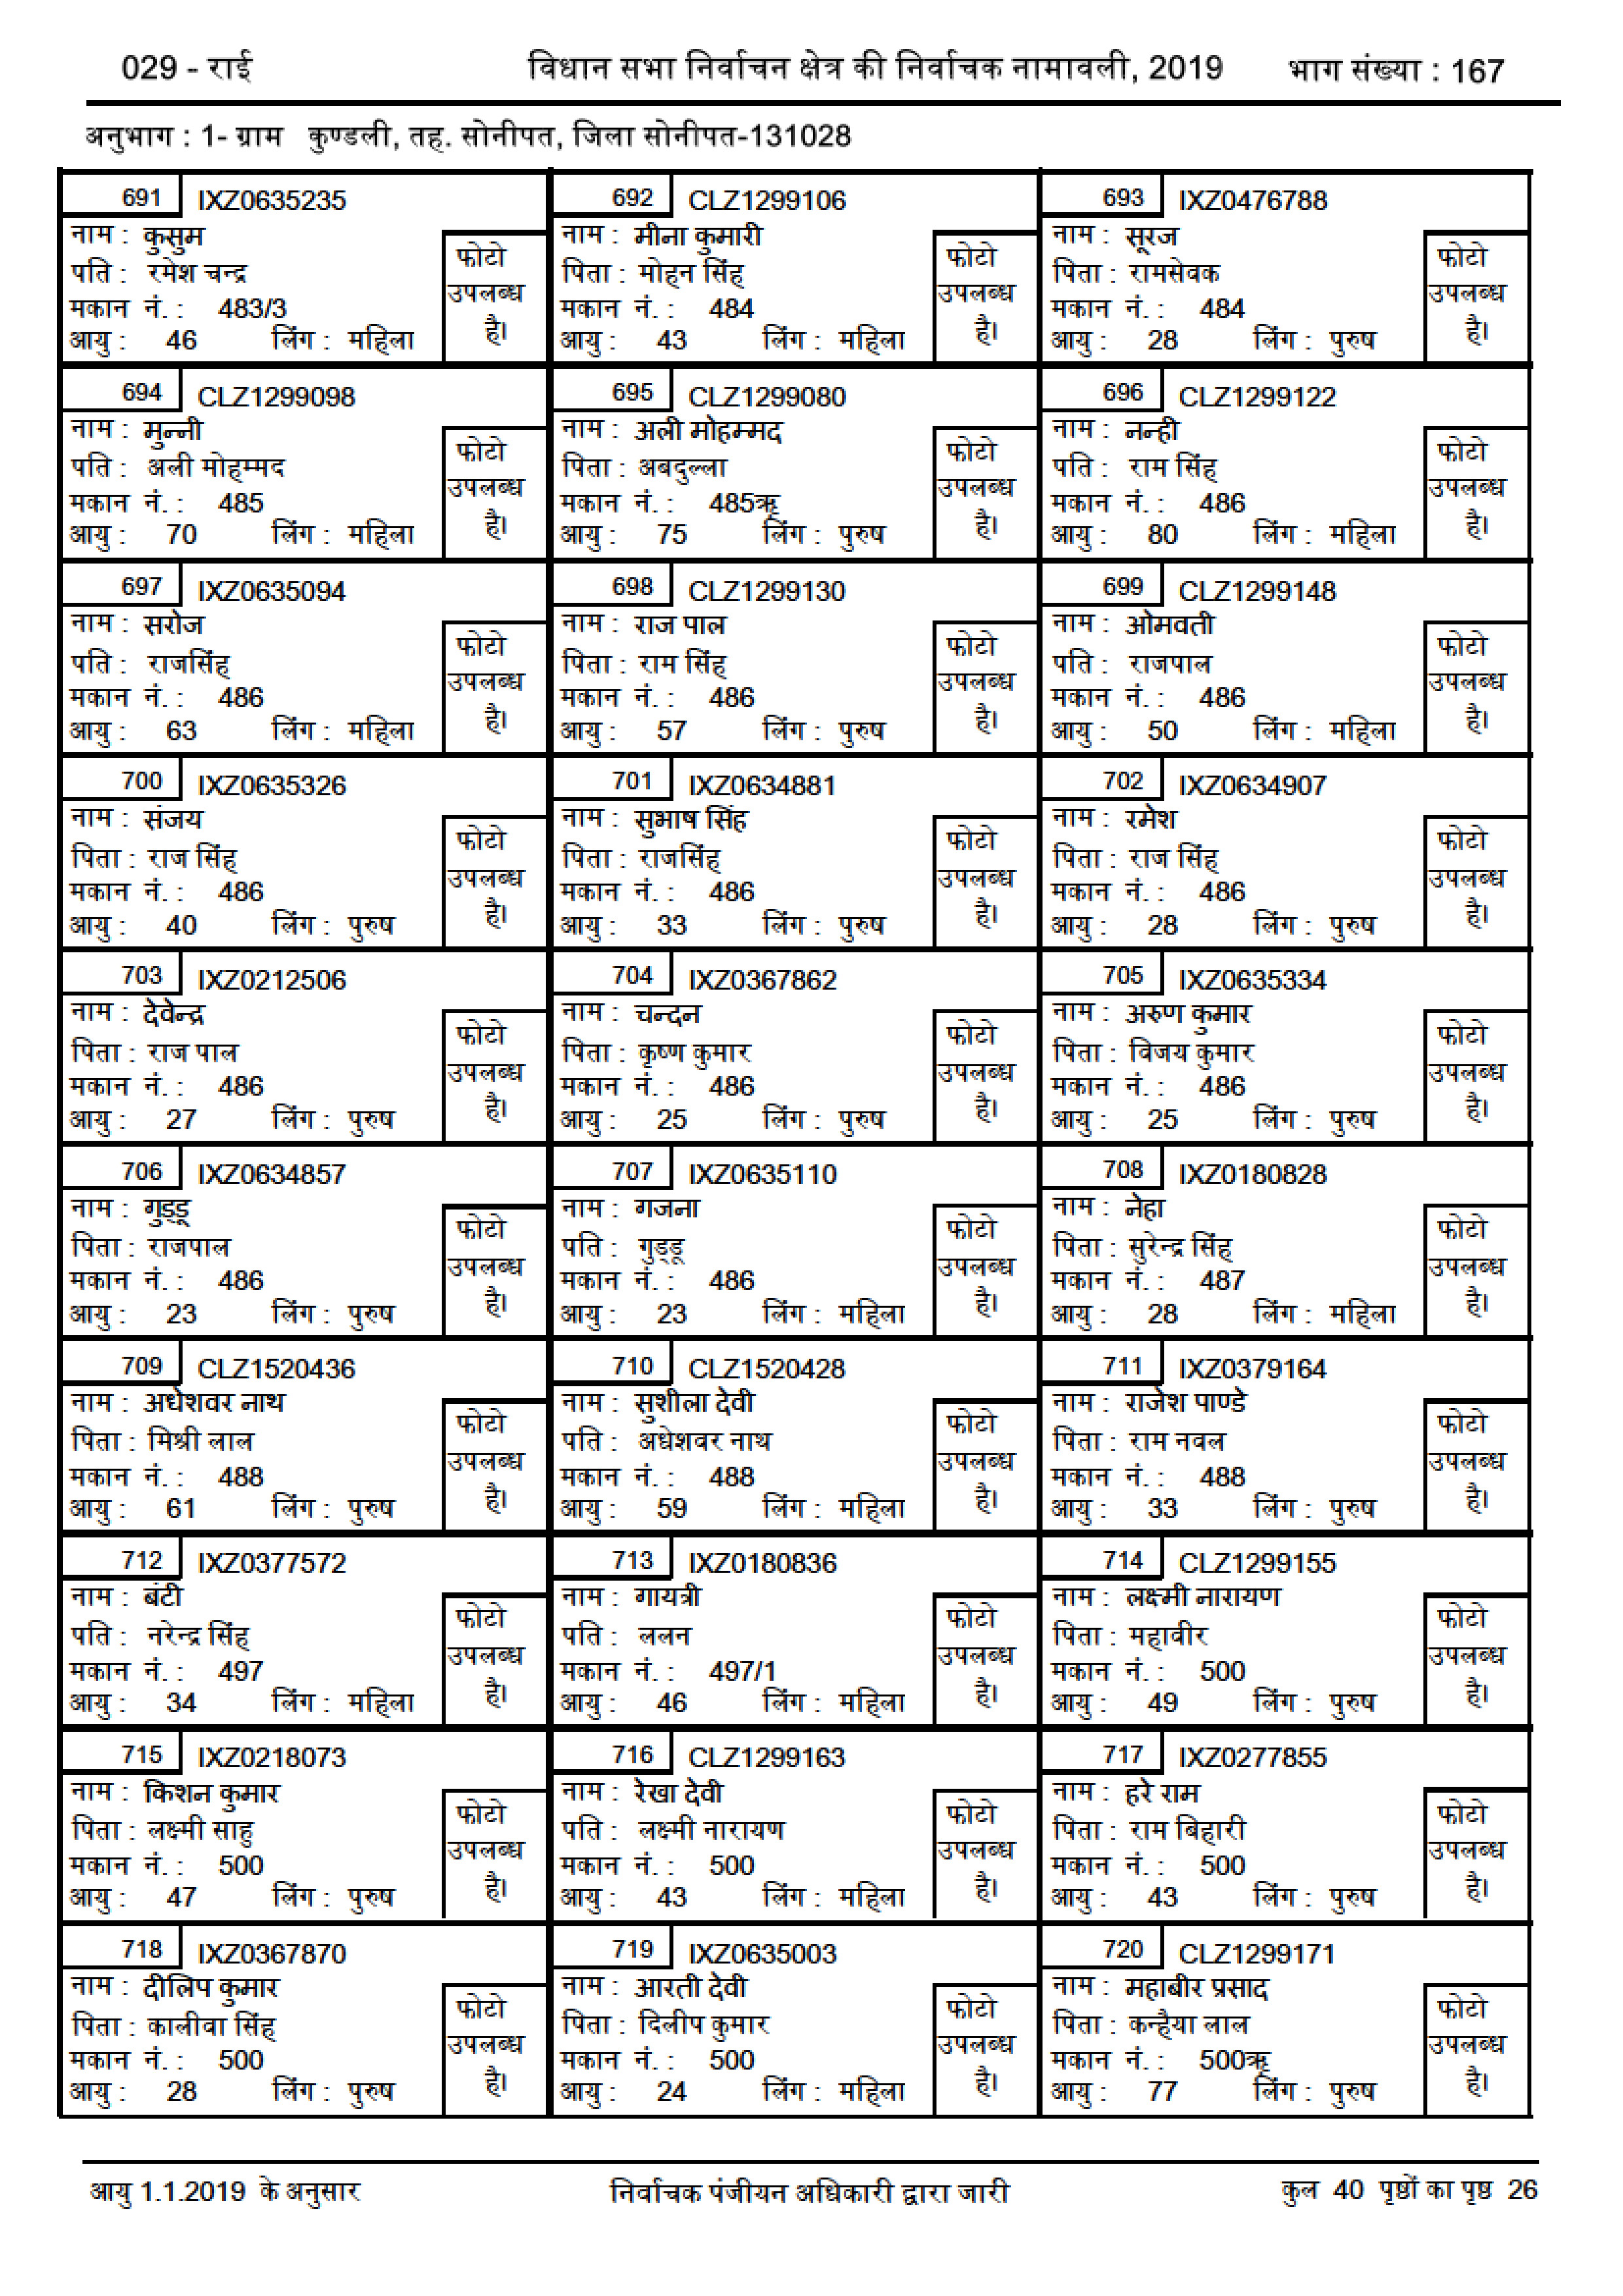 029 - राई विधान सभा निर्वाचन क्षेत्र की निर्वाचक नामावली, 2019 भाग संख्या : 167
अनुभाग : 1- ग्राम कुण्डली, तह. सोनीपत, जिला सोनीपत-131028
691 IXZ0635235
नाम : कुसुम
पति : रमेश चन्द्र
मकान नं. : 483/3
आयु : 46 लिंग : महिला
फोटो
उपलब्ध
है।
692 CLZ1299106
नाम : मीना कुमारी
पिता : मोहन सिंह
मकान नं. : 484
आयु : 43 लिंग : महिला
फोटो
उपलब्ध
है।
693 IXZ0476788
नाम : सूरज
पिता : रामसेवक
मकान नं. : 484
आयु : 28 लिंग : पुरुष
फोटो
उपलब्ध
है।
694 CLZ1299098
नाम : मुन्नी
पति : अली मोहम्मद
मकान नं. : 485
आयु : 70 लिंग : महिला
फोटो
उपलब्ध
है।
695 CLZ1299080
नाम : अली मोहम्मद
पिता : अबदुल्ला
मकान नं. : 485ऋ
आयु : 75 लिंग : पुरुष
फोटो
उपलब्ध
है।
696 CLZ1299122
नाम : नन्ही
पति : राम सिंह
मकान नं. : 486
आयु : 80 लिंग : महिला
फोटो
उपलब्ध
है।
697 IXZ0635094
नाम : सरोज
पति : राजसिंह
मकान नं. : 486
आयु : 63 लिंग : महिला
फोटो
उपलब्ध
है।
698 CLZ1299130
नाम : राज पाल
पिता : राम सिंह
मकान नं. : 486
आयु : 57 लिंग : पुरुष
फोटो
उपलब्ध
है।
699 CLZ1299148
नाम : ओमवती
पति : राजपाल
मकान नं. : 486
आयु : 50 लिंग : महिला
फोटो
उपलब्ध
है।
700 IXZ0635326
नाम : संजय
पिता : राज सिंह
मकान नं. : 486
आयु : 40 लिंग : पुरुष
फोटो
उपलब्ध
है।
701 IXZ0634881
नाम : सुभाष सिंह
पिता : राजसिंह
मकान नं. : 486
आयु : 33 लिंग : पुरुष
फोटो
उपलब्ध
है।
702 IXZ0634907
नाम : रमेश
पिता : राज सिंह
मकान नं. : 486
आयु : 28 लिंग : पुरुष
फोटो
उपलब्ध
है।
703 IXZ0212506
नाम : देवेन्द्र
पिता : राज पाल
मकान नं. : 486
आयु : 27 लिंग : पुरुष
फोटो
उपलब्ध
है।
704 IXZ0367862
नाम : चन्दन
पिता : कृष्ण कुमार
मकान नं. : 486
आयु : 25 लिंग : पुरुष
फोटो
उपलब्ध
है।
705 IXZ0635334
नाम : अरुण कुमार
पिता : विजय कुमार
मकान नं. : 486
आयु : 25 लिंग : पुरुष
फोटो
उपलब्ध
है।
706 IXZ0634857
नाम : गुड्डू
पिता : राजपाल
मकान नं. : 486
आयु : 23 लिंग : पुरुष
फोटो
उपलब्ध
है।
707 IXZ0635110
नाम : गजना
पति : गुड्डू
मकान नं. : 486
आयु : 23 लिंग : महिला
फोटो
उपलब्ध
है।
708 IXZ0180828
नाम : नेहा
पिता : सुरेन्द्र सिंह
मकान नं. : 487
आयु : 28 लिंग : महिला
फोटो
उपलब्ध
है।
709 CLZ1520436
नाम : अधेशवर नाथ
पिता : मिश्री लाल
मकान नं. : 488
आयु : 61 लिंग : पुरुष
फोटो
उपलब्ध
है।
710 CLZ1520428
नाम : सुशीला देवी
पति : अधेशवर नाथ
मकान नं. : 488
आयु : 59 लिंग : महिला
फोटो
उपलब्ध
है।
711 IXZ0379164
नाम : राजेश पाण्डे
पिता : राम नवल
मकान नं. : 488
आयु : 33 लिंग : पुरुष
फोटो
उपलब्ध
है।
712 IXZ0377572
नाम : बंटी
पति : नरेन्द्र सिंह
मकान नं. : 497
आयु : 34 लिंग : महिला
फोटो
उपलब्ध
है।
713 IXZ0180836
नाम : गायत्री
पति : ललन
मकान नं. : 497/1
आयु : 46 लिंग : महिला
फोटो
उपलब्ध
है।
714 CLZ1299155
नाम : लक्ष्मी नारायण
पिता : महावीर
मकान नं. : 500
आयु : 49 लिंग : पुरुष
फोटो
उपलब्ध
है।
715 IXZ0218073
नाम : किशन कुमार
पिता : लक्ष्मी साहु
मकान नं. : 500
आयु : 47 लिंग : पुरुष
फोटो
उपलब्ध
है।
716 CLZ1299163
नाम : रेखा देवी
पति : लक्ष्मी नारायण
मकान नं. : 500
आयु : 43 लिंग : महिला
फोटो
उपलब्ध
है।
717 IXZ0277855
नाम : हरे राम
पिता : राम बिहारी
मकान नं. : 500
आयु : 43 लिंग : पुरुष
फोटो
उपलब्ध
है।
718 IXZ0367870
नाम : दीलिप कुमार
पिता : कालीवा सिंह
मकान नं. : 500
आयु : 28 लिंग : पुरुष
फोटो
उपलब्ध
है।
719 IXZ0635003
नाम : आरती देवी
पिता : दिलीप कुमार
मकान नं. : 500
आयु : 24 लिंग : महिला
फोटो
उपलब्ध
है।
720 CLZ1299171
नाम : महाबीर प्रसाद
पिता : कन्हैया लाल
मकान नं. : 500ऋ
आयु : 77 लिंग : पुरुष
फोटो
उपलब्ध
है।
आयु 1.1.2019 के अनुसार निर्वाचक पंजीयन अधिकारी द्वारा जारी कुल 40 पृष्ठों का पृष्ठ 26